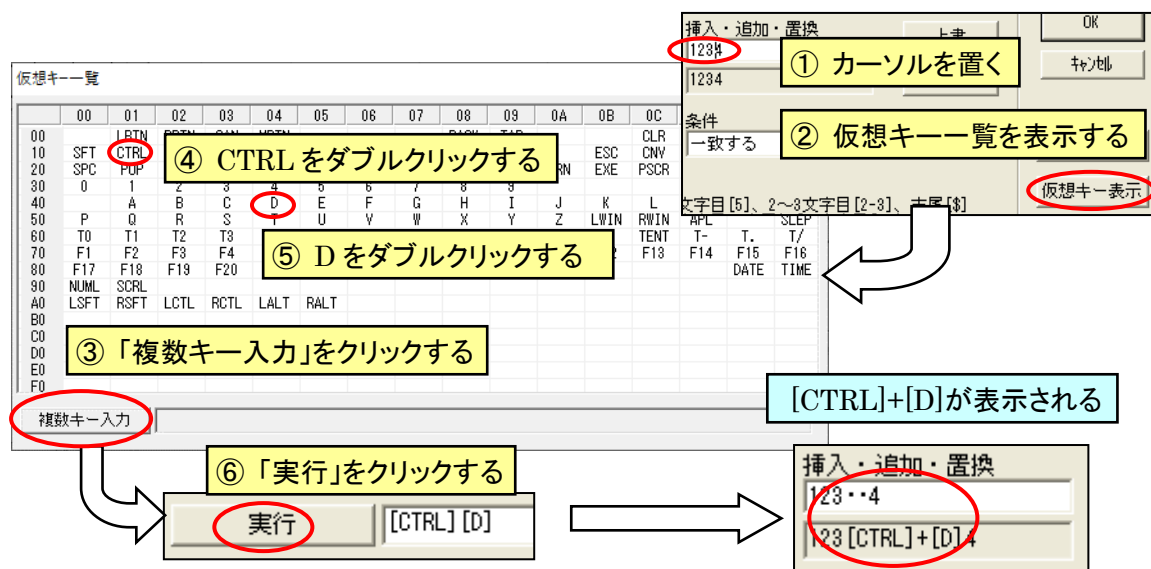 挿入・追加・置換
1234
1234
OK
ｷｬﾝｾﾙ
① カーソルを置く
条件
一致する
② 仮想キー一覧を表示する
仮想キー表示
文字目[5]、2～3文字目[2-3]、末尾[$]
仮想キー一覧
00 01 02 03 04 05 06 07 08 09 0A 0B 0C
00 CLR
10 SFT CTRL ESC CNV
④ CTRL をダブルクリックする
20 SPC POP EXE PSCR
30 0 1 2 3 4 5 6 7 8 9
40 A B C D E F G H I J K L
50 P Q R S T U V W X Y Z LWIN RWIN APL SLEP
60 T0 T1 T2 T3 TENT T- T. T/
70 F1 F2 F3 F4 F13 F14 F15 F16
⑤ D をダブルクリックする
80 F17 F18 F19 F20 DATE TIME
90 NUML SCRL
A0 LSFT RSFT LCTL RCTL LALT RALT
B0
C0
D0
E0
F0
③「複数キー入力」をクリックする
複数キー入力
[CTRL]+[D]が表示される
⑥ 「実行」をクリックする
実行 [CTRL][D]
挿入・追加・置換
123・・4
123[CTRL]+[D]4